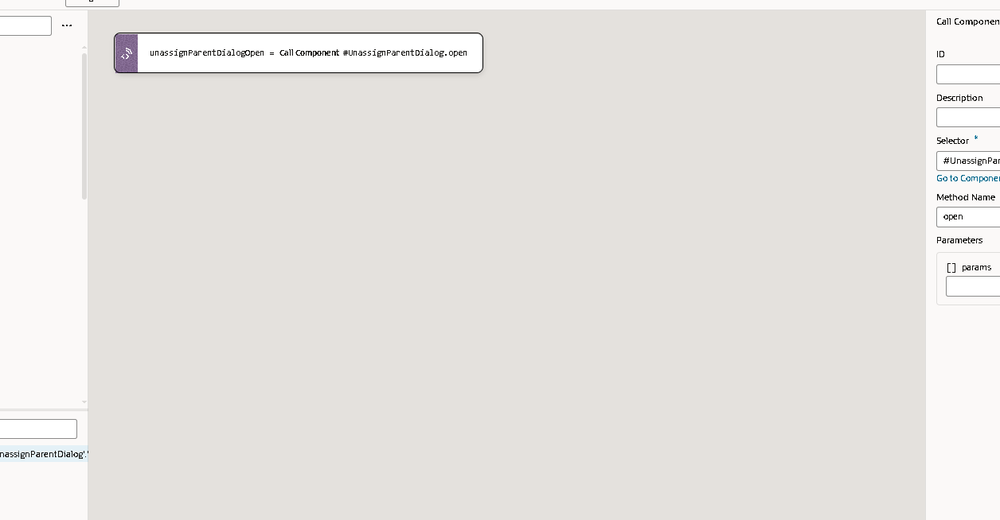 unassignParentDialogOpen = Call Component #UnassignParentDialog.open
nassignParentDialog'.'
Call Componen
ID
Description
Selector *
#UnassignPar
Go to Componen
Method Name
open
Parameters
[ ] params